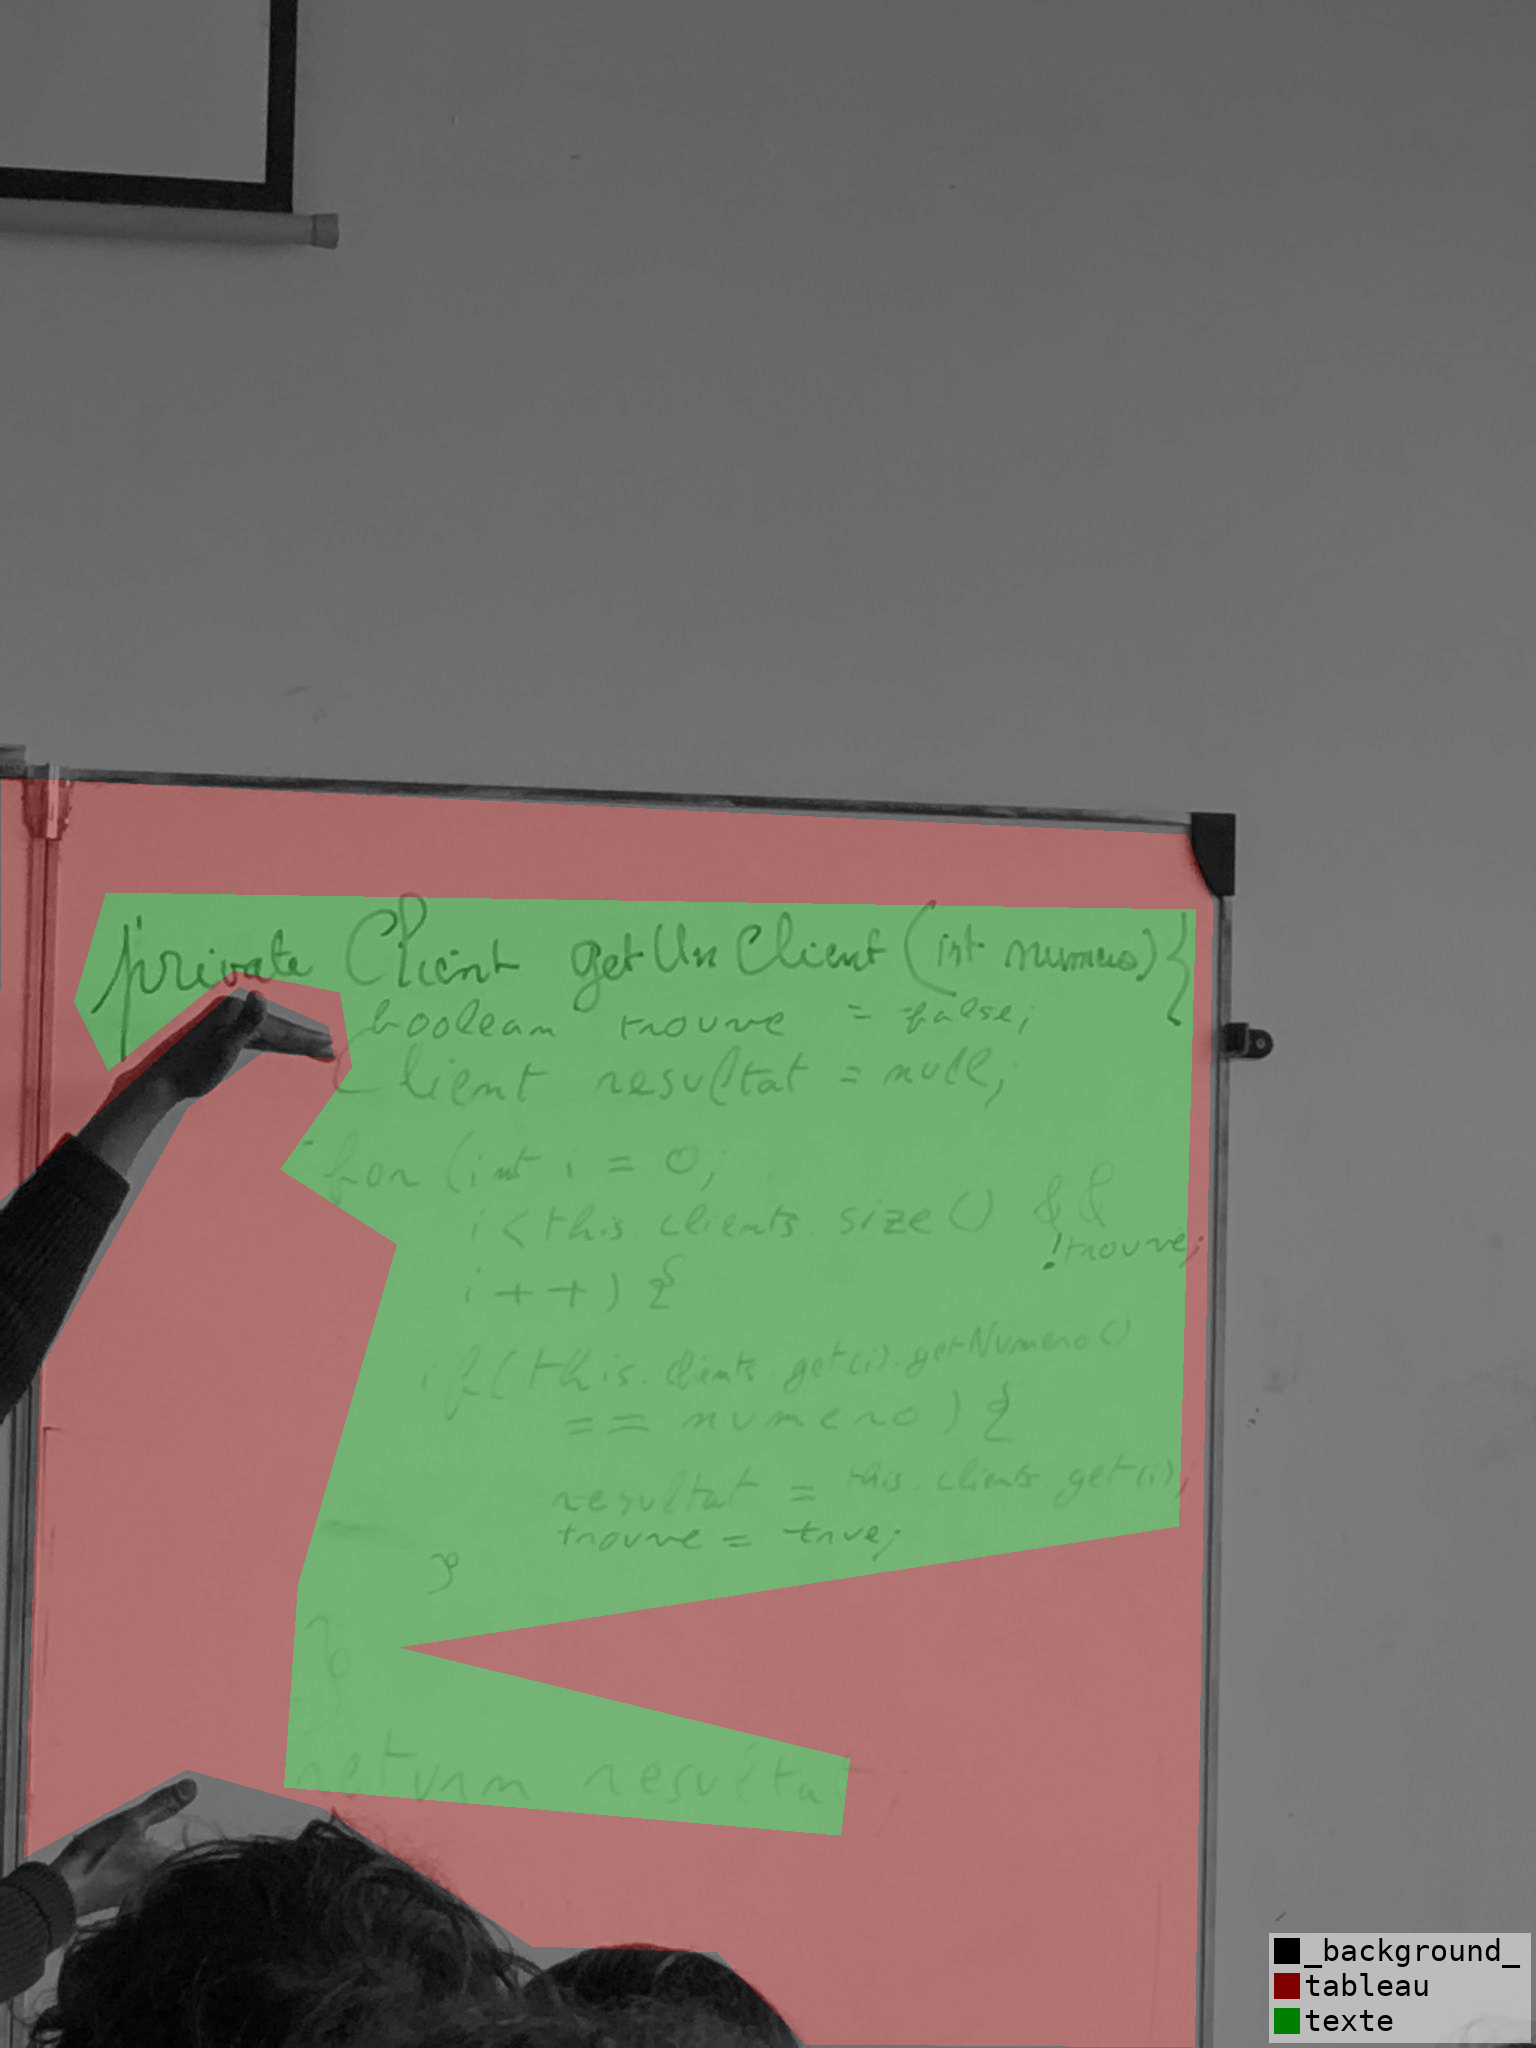 private Client getUnClient (int numero) {
boolean trouve = false;
Client resultat = null;
for (int i = 0;
i < this.clients.size() &&
!trouve;
i++) {
if (this.clients.get(i).getNumero()
== numero) {
resultat = this.clients.get(i);
trouve = true;
}
}
return resultat
_background_
tableau
texte